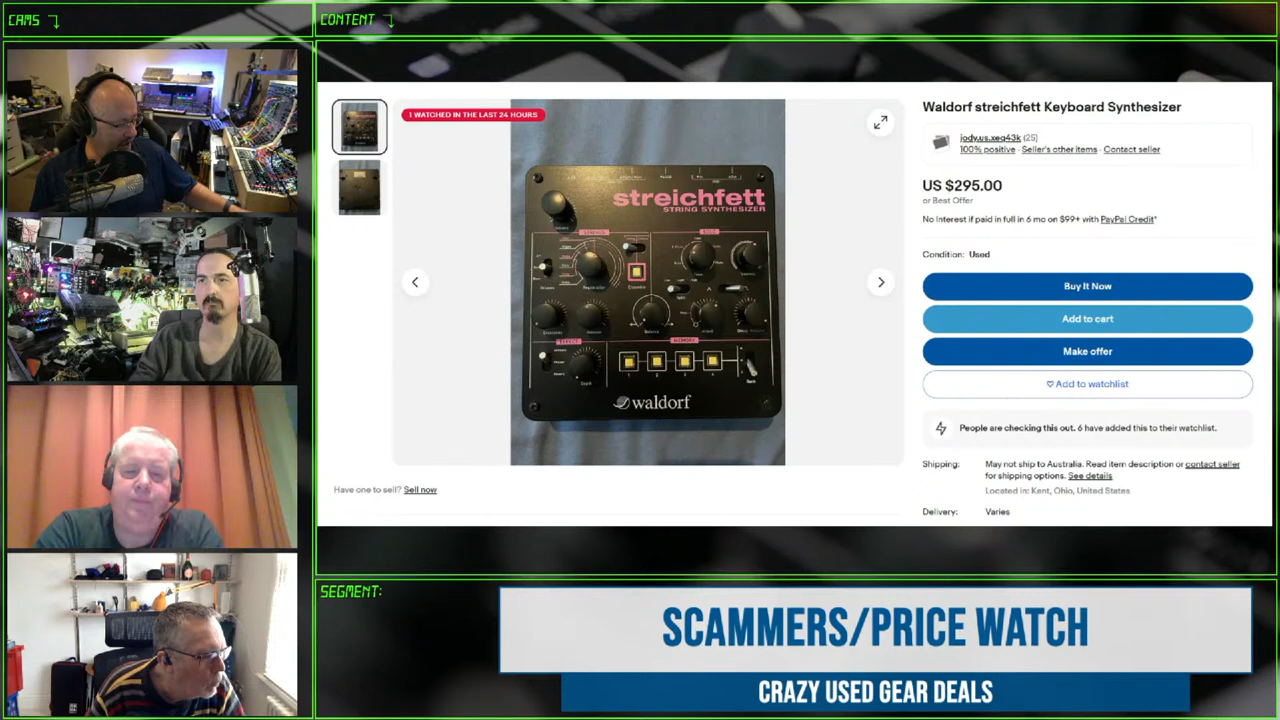 CAMS
CONTENT
1 WATCHED IN THE LAST 24 HOURS
streichfett
STRING SYNTHESIZER
waldorf
Have one to sell? Sell now
Waldorf streichfett Keyboard Synthesizer
jody.us.xeq43k (25)
100% positive · Seller's other items · Contact seller
US $295.00
or Best Offer
No Interest if paid in full in 6 mo on $99+ with PayPal Credit*
Condition: Used
Buy It Now
Add to cart
Make offer
Add to watchlist
People are checking this out. 6 have added this to their watchlist.
Shipping: May not ship to Australia. Read item description or contact seller
for shipping options. See details
Located in: Kent, Ohio, United States
Delivery: Varies
SEGMENT:
SCAMMERS/PRICE WATCH
CRAZY USED GEAR DEALS